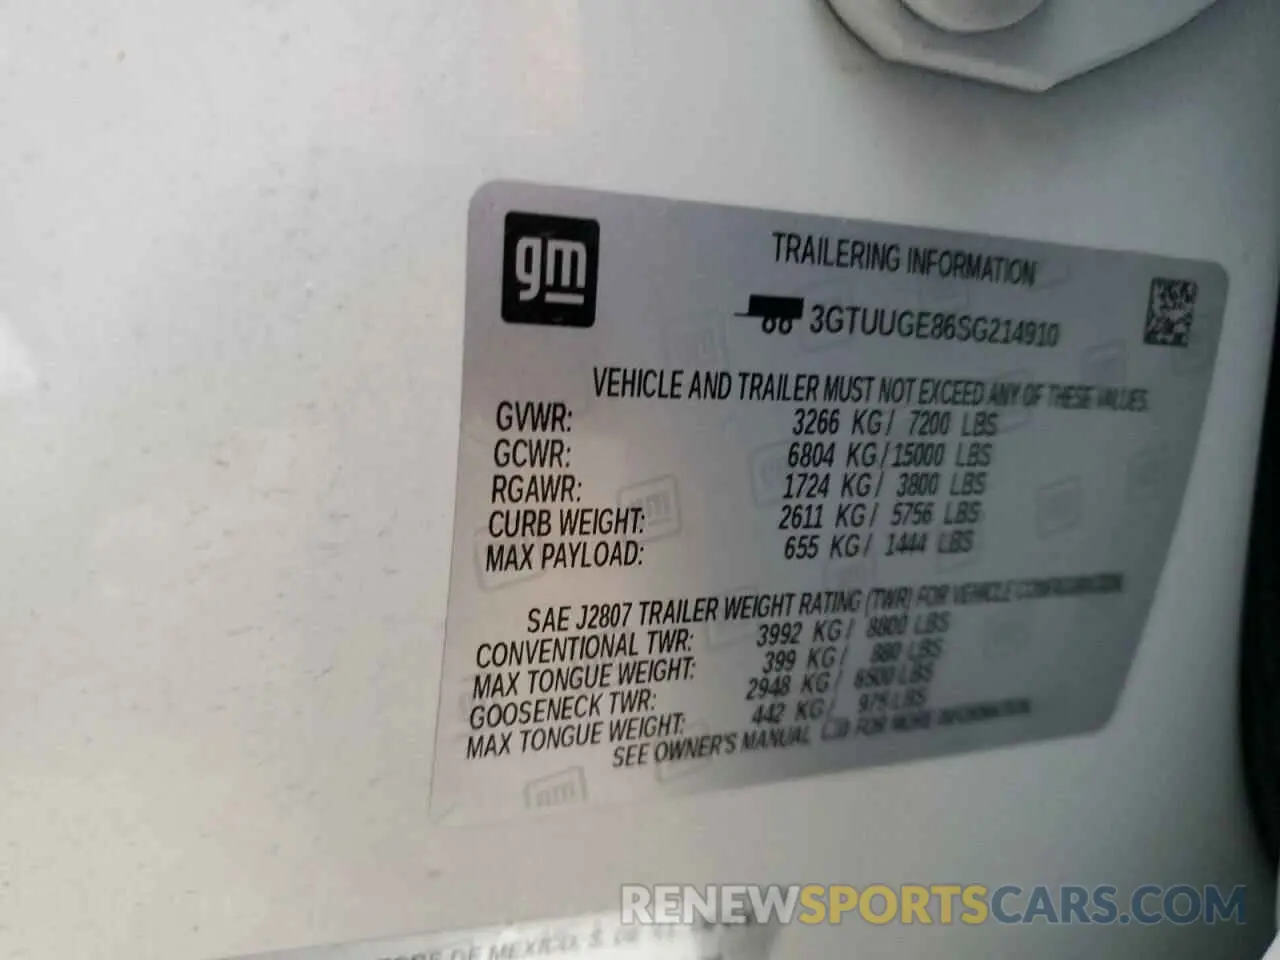 gm
TRAILERING INFORMATION
3GTUUGE86SG214910
VEHICLE AND TRAILER MUST NOT EXCEED ANY OF THESE VALUES.
GVWR: 3266 KG/ 7200 LBS
GCWR: 6804 KG/15000 LBS
RGAWR: 1724 KG/ 3800 LBS
CURB WEIGHT: 2611 KG/ 5756 LBS
MAX PAYLOAD: 655 KG/ 1444 LBS
SAE J2807 TRAILER WEIGHT RATING (TWR) FOR VEHICLE CONFIGURATION.
CONVENTIONAL TWR: 3992 KG/ 8800 LBS
MAX TONGUE WEIGHT: 399 KG/ 880 LBS
GOOSENECK TWR: 2948 KG/ 6500 LBS
MAX TONGUE WEIGHT: 442 KG/ 975 LBS
SEE OWNER'S MANUAL FOR MORE INFORMATION.
gm
RENEWSPORTSCARS.COM
DE MEXICO, S. DE